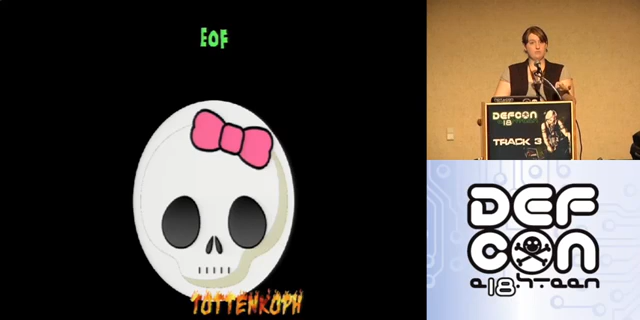 EOF
TOTTENKOPH
DEFCON
18
TRACK 3
DEF
CON
e18hteen